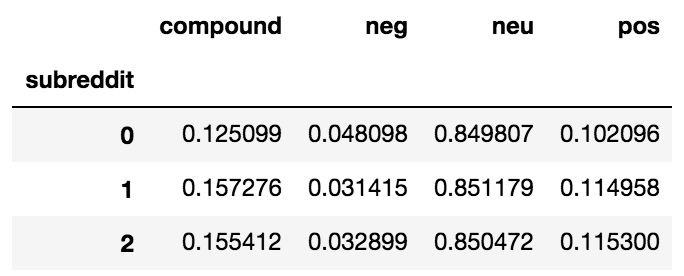 compound neg neu pos
subreddit
0 0.125099 0.048098 0.849807 0.102096
1 0.157276 0.031415 0.851179 0.114958
2 0.155412 0.032899 0.850472 0.115300